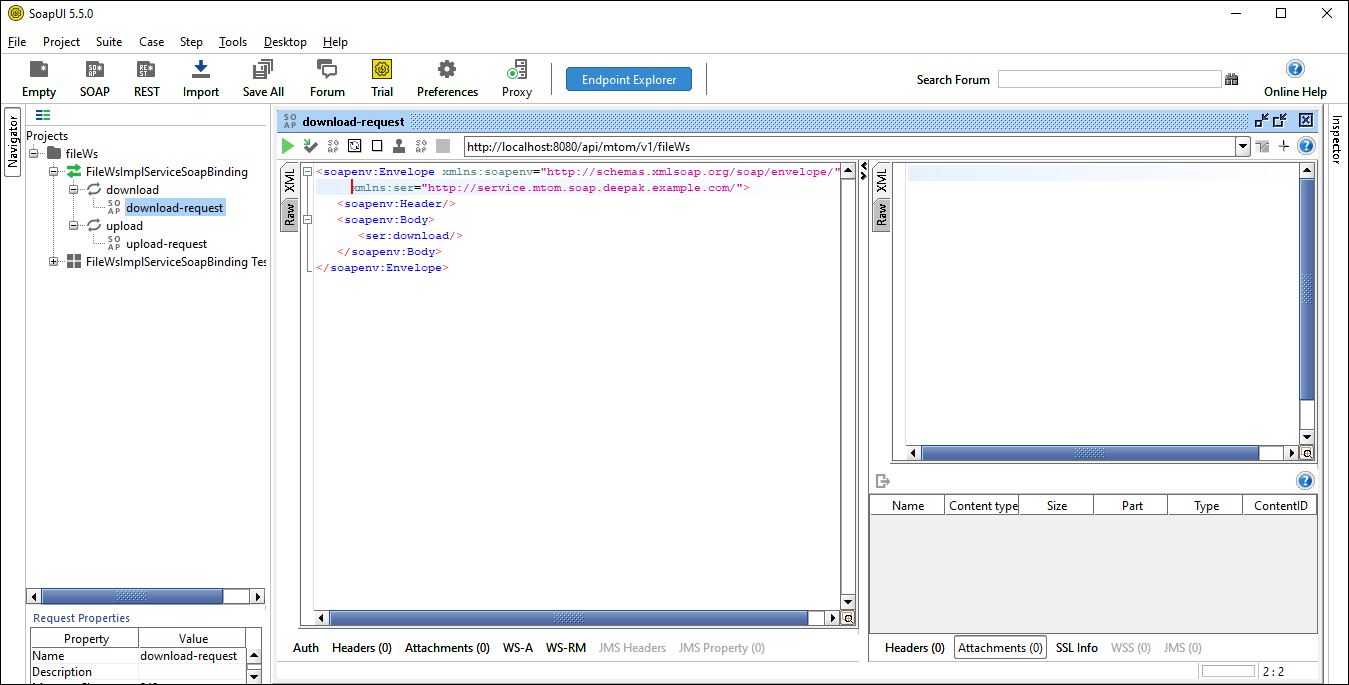 SoapUI 5.5.0
File Project Suite Case Step Tools Desktop Help
Empty SOAP REST Import Save All Forum Trial Preferences Proxy Endpoint Explorer Search Forum Online Help
Navigator
Projects
fileWs
FileWsImplServiceSoapBinding
download
download-request
upload
upload-request
FileWsImplServiceSoapBinding Tes
Request Properties
Property Value
Name download-request
Description
download-request
http://localhost:8080/api/mtom/v1/fileWs
XML
Raw
<soapenv:Envelope xmlns:soapenv="http://schemas.xmlsoap.org/soap/envelope/"
xmlns:ser="http://service.mtom.soap.deepak.example.com/">
<soapenv:Header/>
<soapenv:Body>
<ser:download/>
</soapenv:Body>
</soapenv:Envelope>
Auth Headers (0) Attachments (0) WS-A WS-RM JMS Headers JMS Property (0)
XML
Raw
Name Content type Size Part Type ContentID
Headers (0) Attachments (0) SSL Info WSS (0) JMS (0)
2 : 2
Inspector